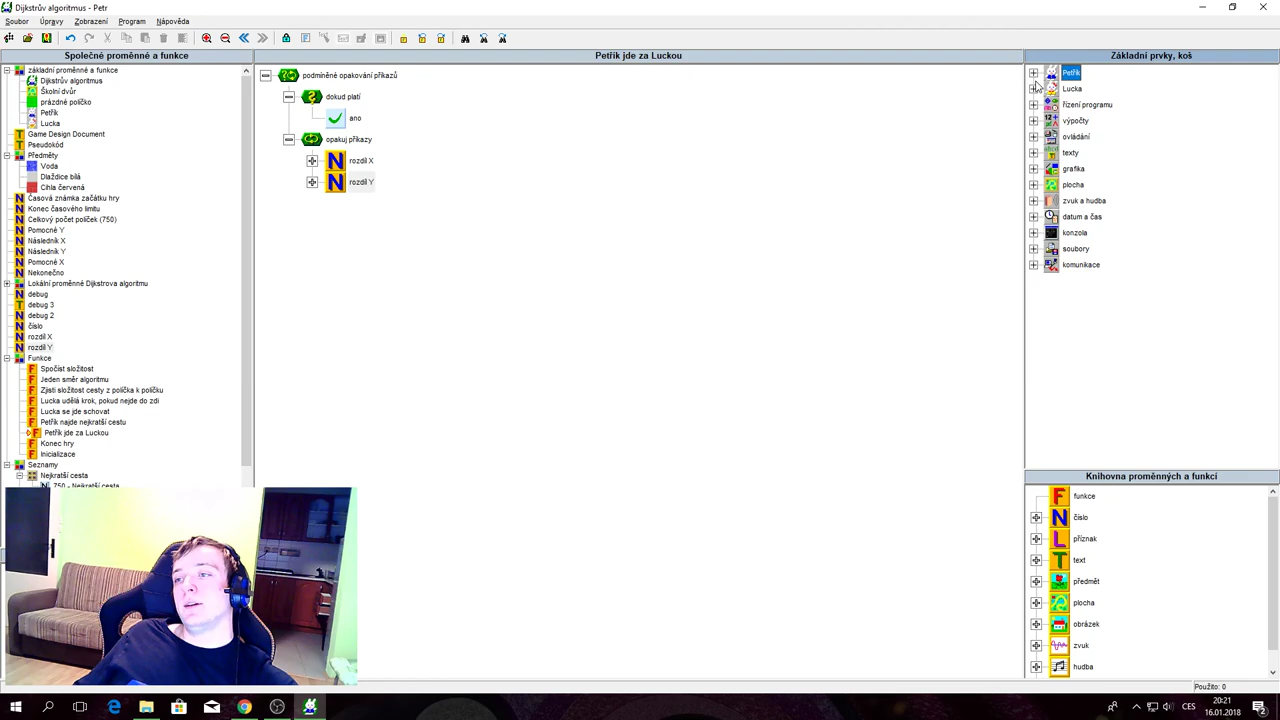 Dijkstrův algoritmus - Petr
Soubor Úpravy Zobrazení Program Nápověda
Společné proměnné a funkce
základní proměnné a funkce
Dijkstrův algoritmus
Školní dvůr
prázdné políčko
Petřík
Lucka
Game Design Document
Pseudokód
Předměty
Voda
Dlaždice bílá
Cihla červená
Časová známka začátku hry
Konec časového limitu
Celkový počet políček (750)
Pomocné Y
Následník X
Následník Y
Pomocné X
Nekonečno
Lokální proměnné Dijkstrova algoritmu
debug
debug 3
debug 2
číslo
rozdíl X
rozdíl Y
Funkce
Spočíst složitost
Jeden směr algoritmu
Zjisti složitost cesty z políčka k políčku
Lucka udělá krok, pokud nejde do zdi
Lucka se jde schovat
Petřík najde nejkratší cestu
Petřík jde za Luckou
Konec hry
Inicializace
Seznamy
Nejkratší cesta
750 - Nejkratší cesta
Petřík jde za Luckou
podmíněné opakování příkazů
dokud platí
ano
opakuj příkazy
rozdíl X
rozdíl Y
Základní prvky, koš
Petřík
Lucka
řízení programu
výpočty
ovládání
texty
grafika
plocha
zvuk a hudba
datum a čas
konzola
soubory
komunikace
Knihovna proměnných a funkcí
funkce
číslo
příznak
text
předmět
plocha
obrázek
zvuk
hudba
Použito: 0
CES
20:21
16.01.2018